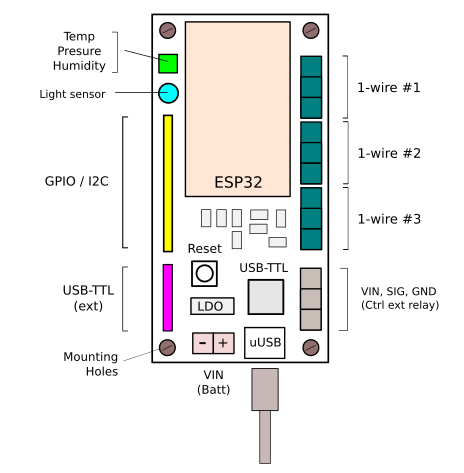 Temp
Presure
Humidity
Light sensor
GPIO / I2C
USB-TTL
(ext)
Mounting
Holes
ESP32
Reset
USB-TTL
LDO
- +
uUSB
VIN
(Batt)
1-wire #1
1-wire #2
1-wire #3
VIN, SIG, GND
(Ctrl ext relay)